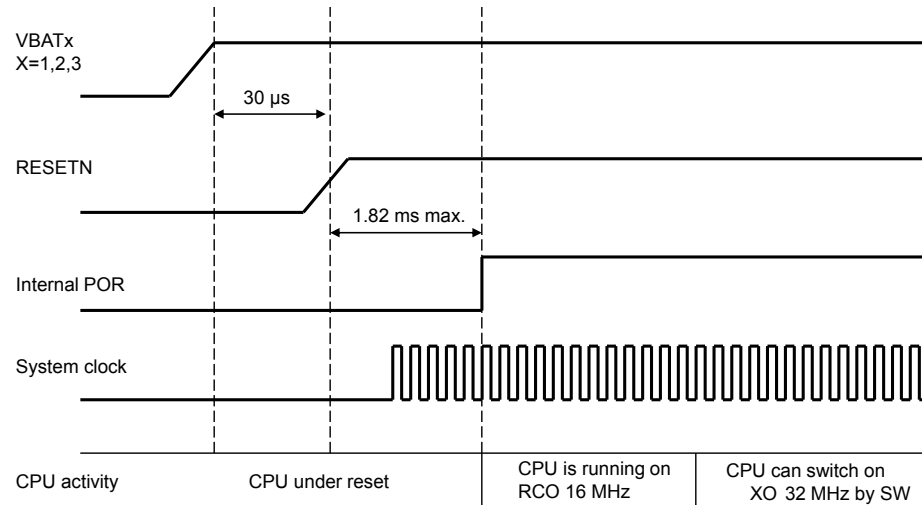 VBATx
X=1,2,3
30 µs
RESETN
1.82 ms max.
Internal POR
System clock
CPU activity
CPU under reset
CPU is running on
RCO 16 MHz
CPU can switch on
XO 32 MHz by SW